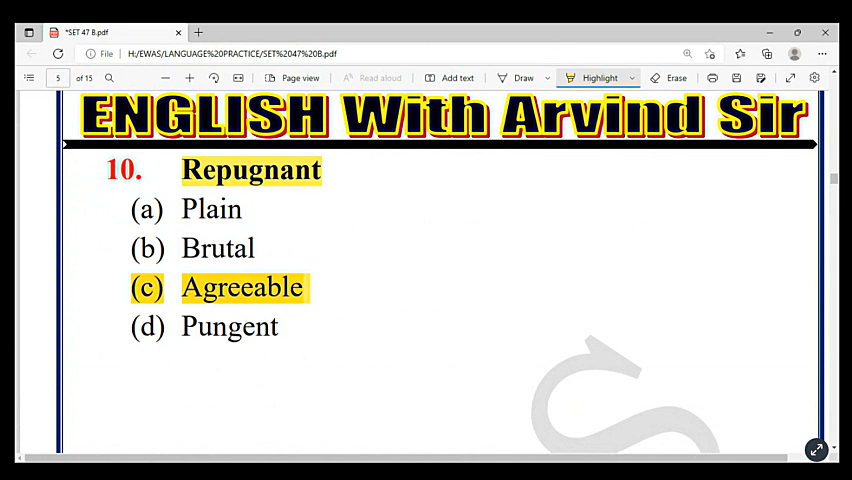 *SET 47 B.pdf
File H:/EWAS/LANGUAGE%20PRACTICE/SET%2047%20B.pdf
5 of 15 Page view Read aloud Add text Draw Highlight Erase
ENGLISH With Arvind Sir
10. Repugnant
(a) Plain
(b) Brutal
(c) Agreeable
(d) Pungent